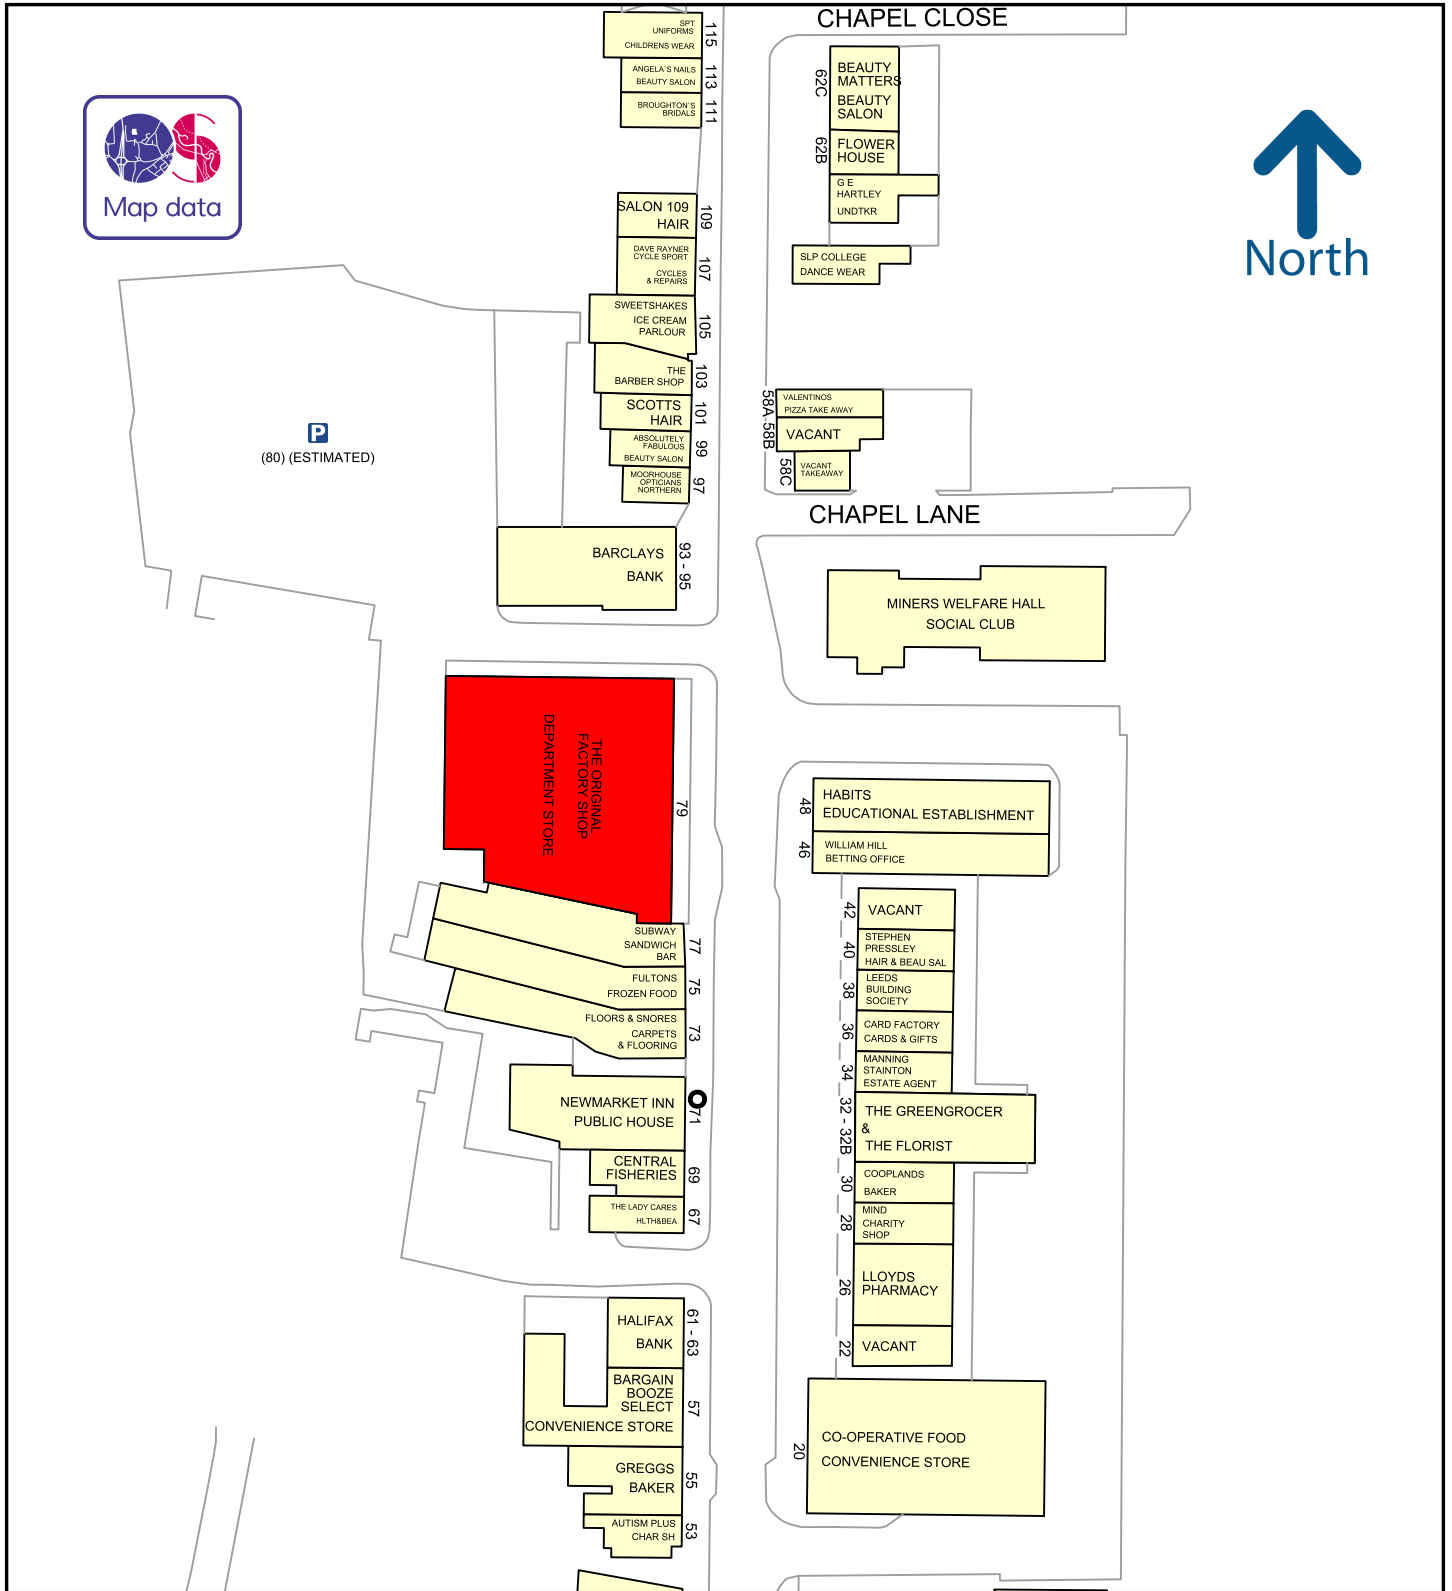 CHAPEL CLOSE
SPT
UNIFORMS
CHILDRENS WEAR
115
ANGELA`S NAILS
BEAUTY SALON
113
BROUGHTON`S
BRIDALS
111
Map data
62C
BEAUTY
MATTERS
BEAUTY
SALON
62B
FLOWER
HOUSE
G E
HARTLEY
UNDTKR
SLP COLLEGE
DANCE WEAR
North
SALON 109
HAIR
109
DAVE RAYNER
CYCLE SPORT
CYCLES
& REPAIRS
107
SWEETSHAKES
ICE CREAM
PARLOUR
105
THE
BARBER SHOP
103
SCOTTS
HAIR
101
ABSOLUTELY
FABULOUS
BEAUTY SALON
99
MOORHOUSE
OPTICIANS
NORTHERN
97
P
(80) (ESTIMATED)
58A-58B
VALENTINOS
PIZZA TAKE AWAY
VACANT
58C
VACANT
TAKEAWAY
CHAPEL LANE
BARCLAYS
BANK
93 - 95
MINERS WELFARE HALL
SOCIAL CLUB
THE ORIGINAL
FACTORY SHOP
DEPARTMENT STORE
79
48
HABITS
EDUCATIONAL ESTABLISHMENT
46
WILLIAM HILL
BETTING OFFICE
42
VACANT
SUBWAY
SANDWICH
BAR
77
40
STEPHEN
PRESSLEY
HAIR & BEAU SAL
FULTONS
FROZEN FOOD
75
38
LEEDS
BUILDING
SOCIETY
FLOORS & SNORES
CARPETS
& FLOORING
73
36
CARD FACTORY
CARDS & GIFTS
34
MANNING
STAINTON
ESTATE AGENT
NEWMARKET INN
PUBLIC HOUSE
71
32 - 32B
THE GREENGROCER
&
THE FLORIST
CENTRAL
FISHERIES
69
30
COOPLANDS
BAKER
THE LADY CARES
HLTH&BEA
67
28
MIND
CHARITY
SHOP
26
LLOYDS
PHARMACY
HALIFAX
BANK
61 - 63
22
VACANT
BARGAIN
BOOZE
SELECT
CONVENIENCE STORE
57
20
CO-OPERATIVE FOOD
CONVENIENCE STORE
GREGGS
BAKER
55
AUTISM PLUS
CHAR SH
53